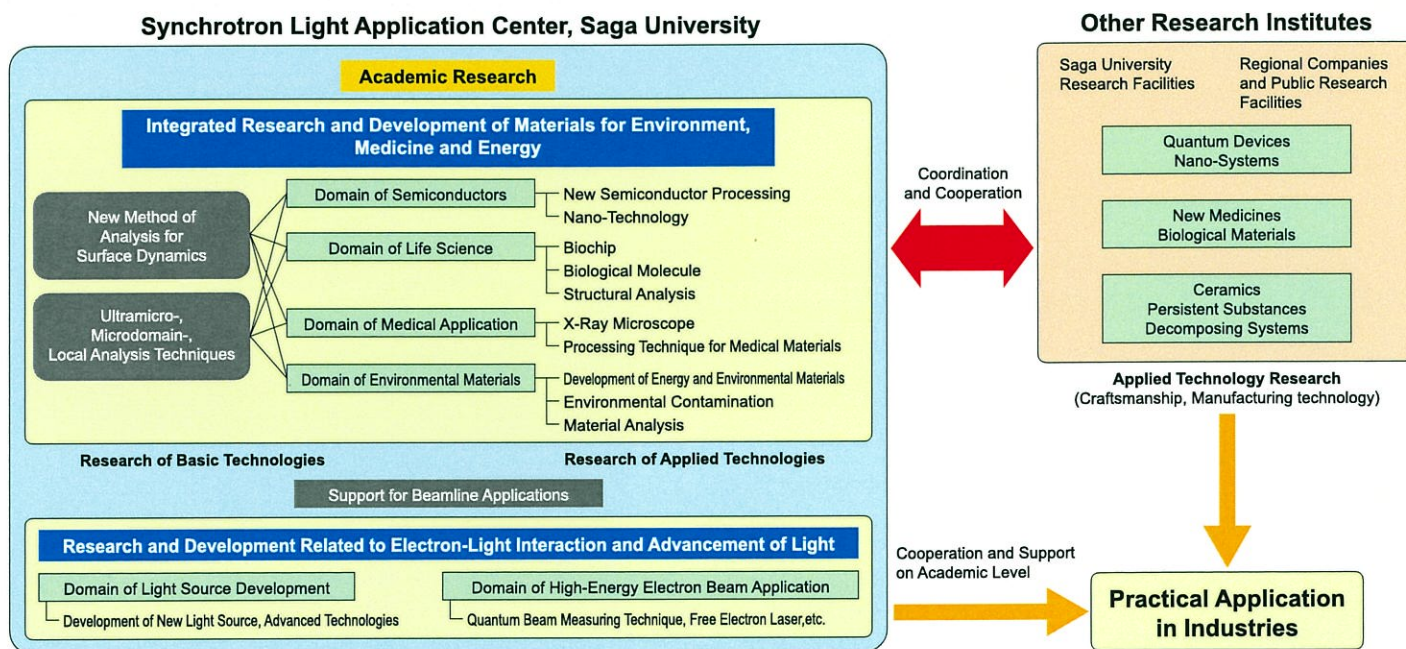 Synchrotron Light Application Center, Saga University
Academic Research
Integrated Research and Development of Materials for Environment,
Medicine and Energy
New Method of
Analysis for
Surface Dynamics
Ultramicro-,
Microdomain-,
Local Analysis Techniques
Domain of Semiconductors
New Semiconductor Processing
Nano-Technology
Domain of Life Science
Biochip
Biological Molecule
Structural Analysis
Domain of Medical Application
X-Ray Microscope
Processing Technique for Medical Materials
Domain of Environmental Materials
Development of Energy and Environmental Materials
Environmental Contamination
Material Analysis
Research of Basic Technologies
Research of Applied Technologies
Support for Beamline Applications
Research and Development Related to Electron-Light Interaction and Advancement of Light
Domain of Light Source Development
Development of New Light Source, Advanced Technologies
Domain of High-Energy Electron Beam Application
Quantum Beam Measuring Technique, Free Electron Laser,etc.
Coordination
and Cooperation
Other Research Institutes
Saga University
Research Facilities
Regional Companies
and Public Research
Facilities
Quantum Devices
Nano-Systems
New Medicines
Biological Materials
Ceramics
Persistent Substances
Decomposing Systems
Applied Technology Research
(Craftsmanship, Manufacturing technology)
Cooperation and Support
on Academic Level
Practical Application
in Industries